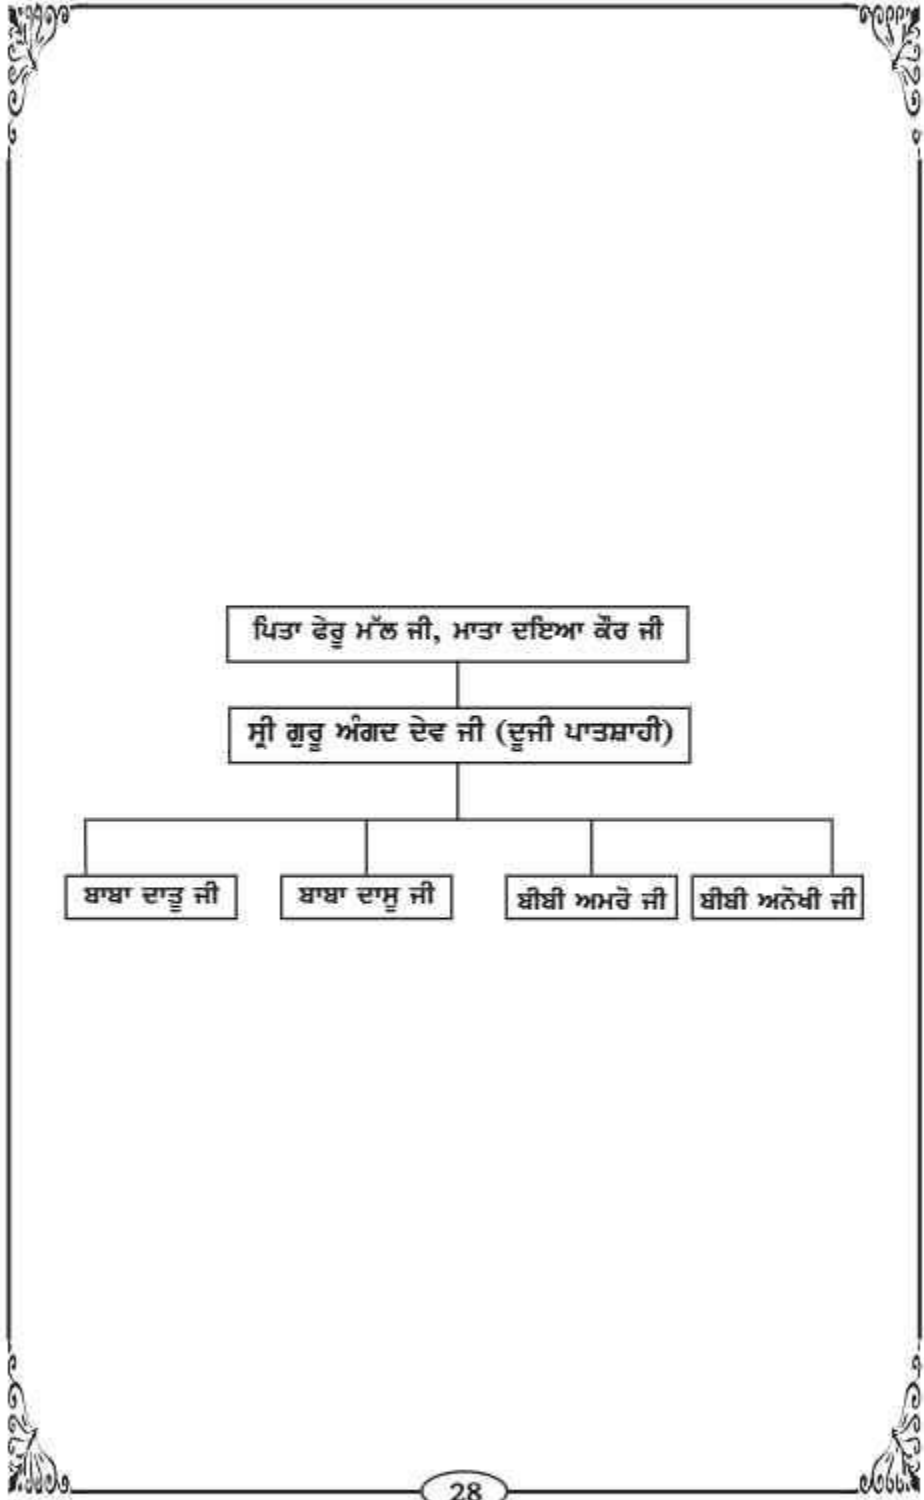 ਪਿਤਾ ਫੇਰੂ ਮੱਲ ਜੀ, ਮਾਤਾ ਦਇਆ ਕੌਰ ਜੀ
ਸ੍ਰੀ ਗੁਰੂ ਅੰਗਦ ਦੇਵ ਜੀ (ਦੂਜੀ ਪਾਤਸ਼ਾਹੀ)
ਬਾਬਾ ਦਾਤੂ ਜੀ
ਬਾਬਾ ਦਾਸੂ ਜੀ
ਬੀਬੀ ਅਮਰੋ ਜੀ
ਬੀਬੀ ਅਨੋਖੀ ਜੀ
28